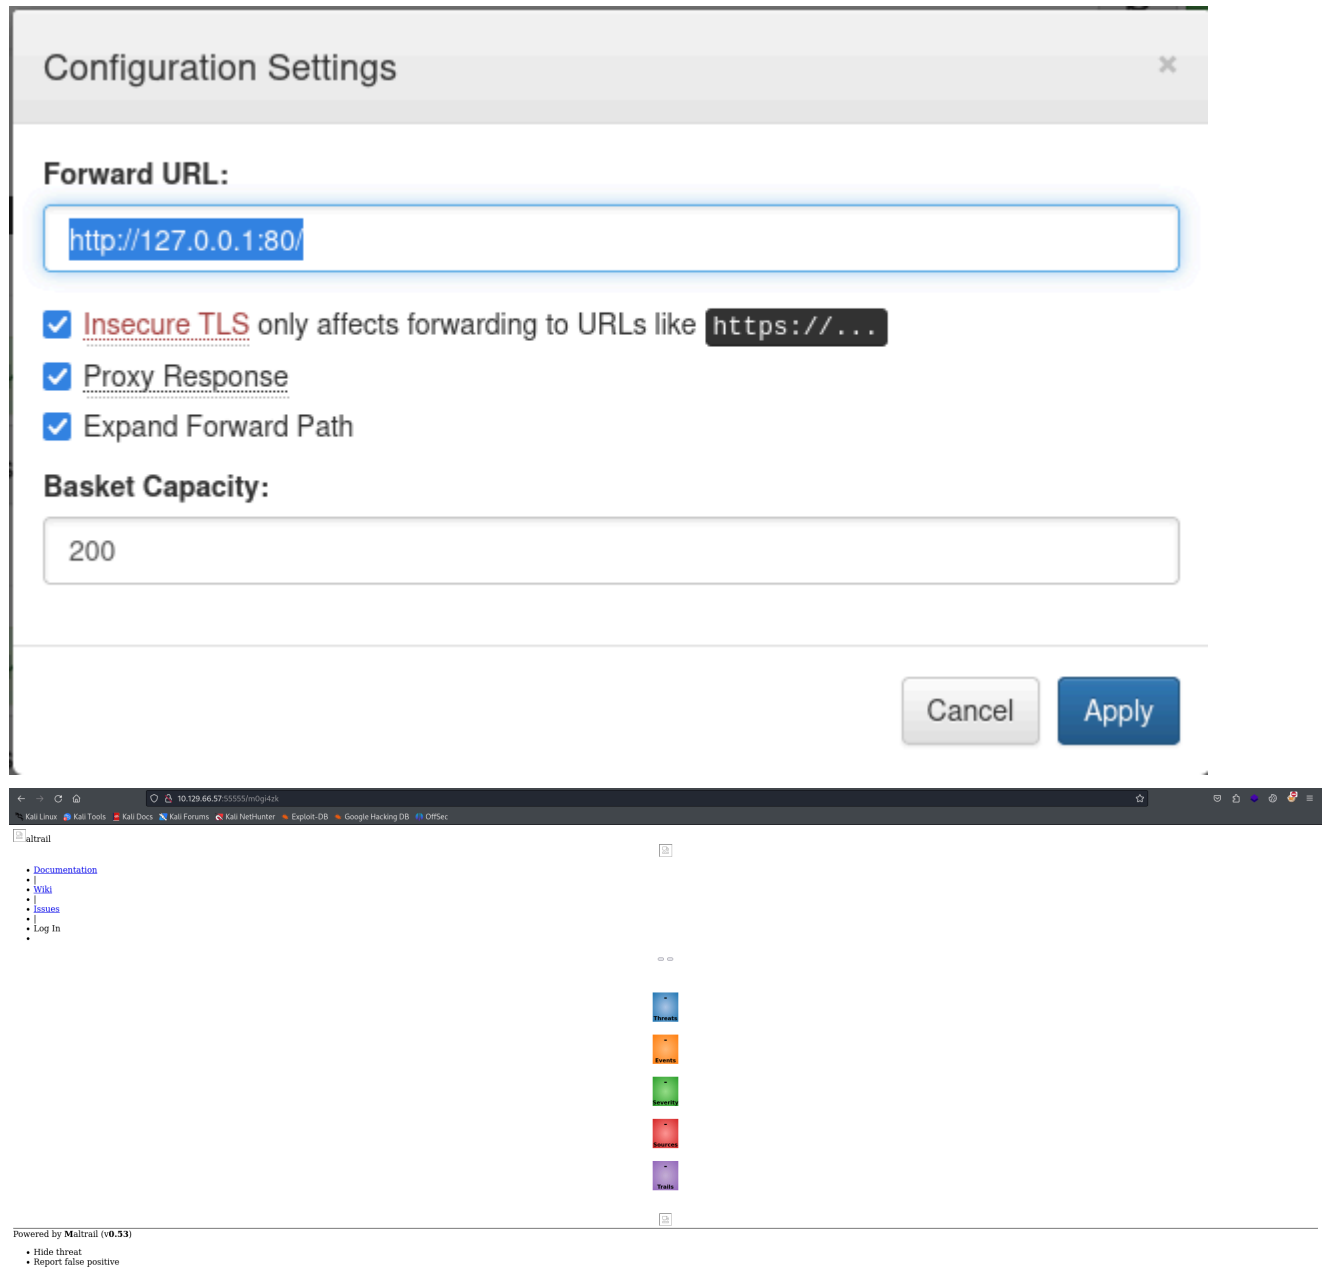 Configuration Settings ×
Forward URL:
http://127.0.0.1:80/
Insecure TLS only affects forwarding to URLs like https://...
Proxy Response
Expand Forward Path
Basket Capacity:
200
Cancel Apply
10.129.66.57:55555/m0gi4zk
Kali Linux Kali Tools Kali Docs Kali Forums Kali NetHunter Exploit-DB Google Hacking DB OffSec
altrail
• Documentation
• |
• Wiki
• |
• Issues
• |
• Log In
•
-
Threats
-
Events
-
Severity
-
Sources
-
Trails
Powered by Maltrail (v0.53)
• Hide threat
• Report false positive